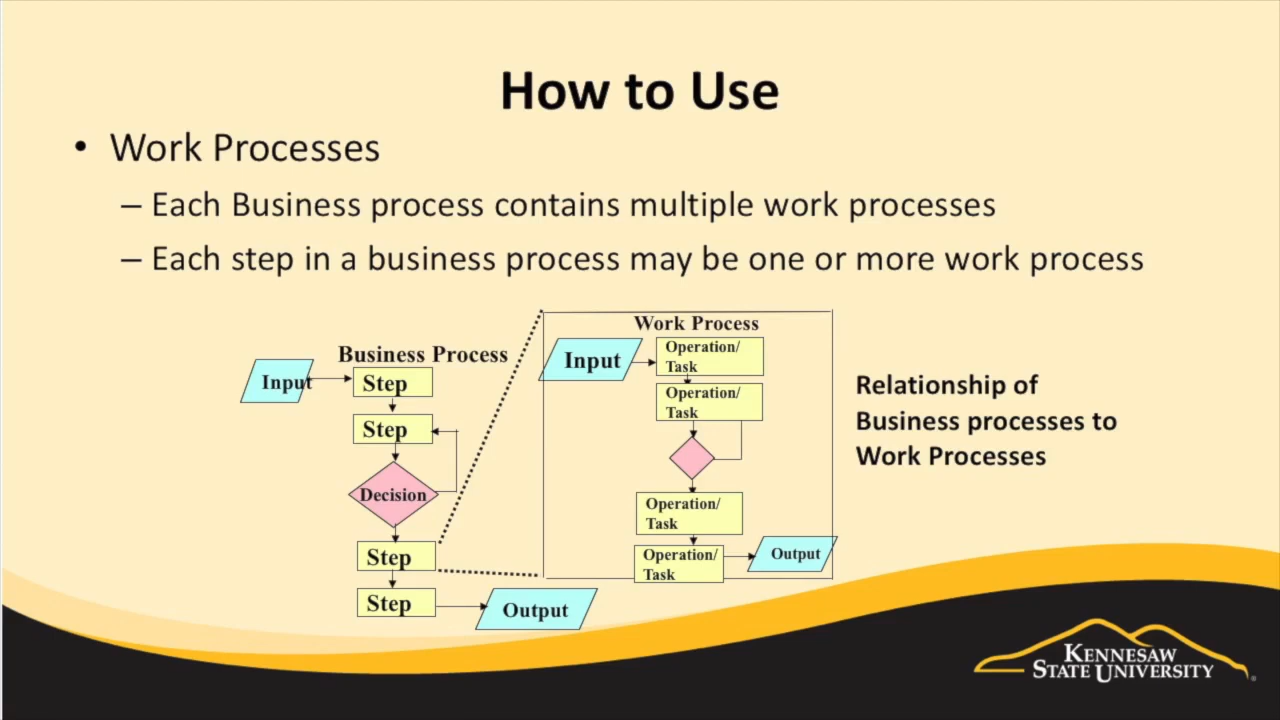 How to Use
• Work Processes
– Each Business process contains multiple work processes
– Each step in a business process may be one or more work process
Business Process
Input
Step
Step
Decision
Step
Step
Output
Work Process
Input
Operation/
Task
Operation/
Task
Operation/
Task
Operation/
Task
Output
Relationship of
Business processes to
Work Processes
KENNESAW
STATE UNIVERSITY